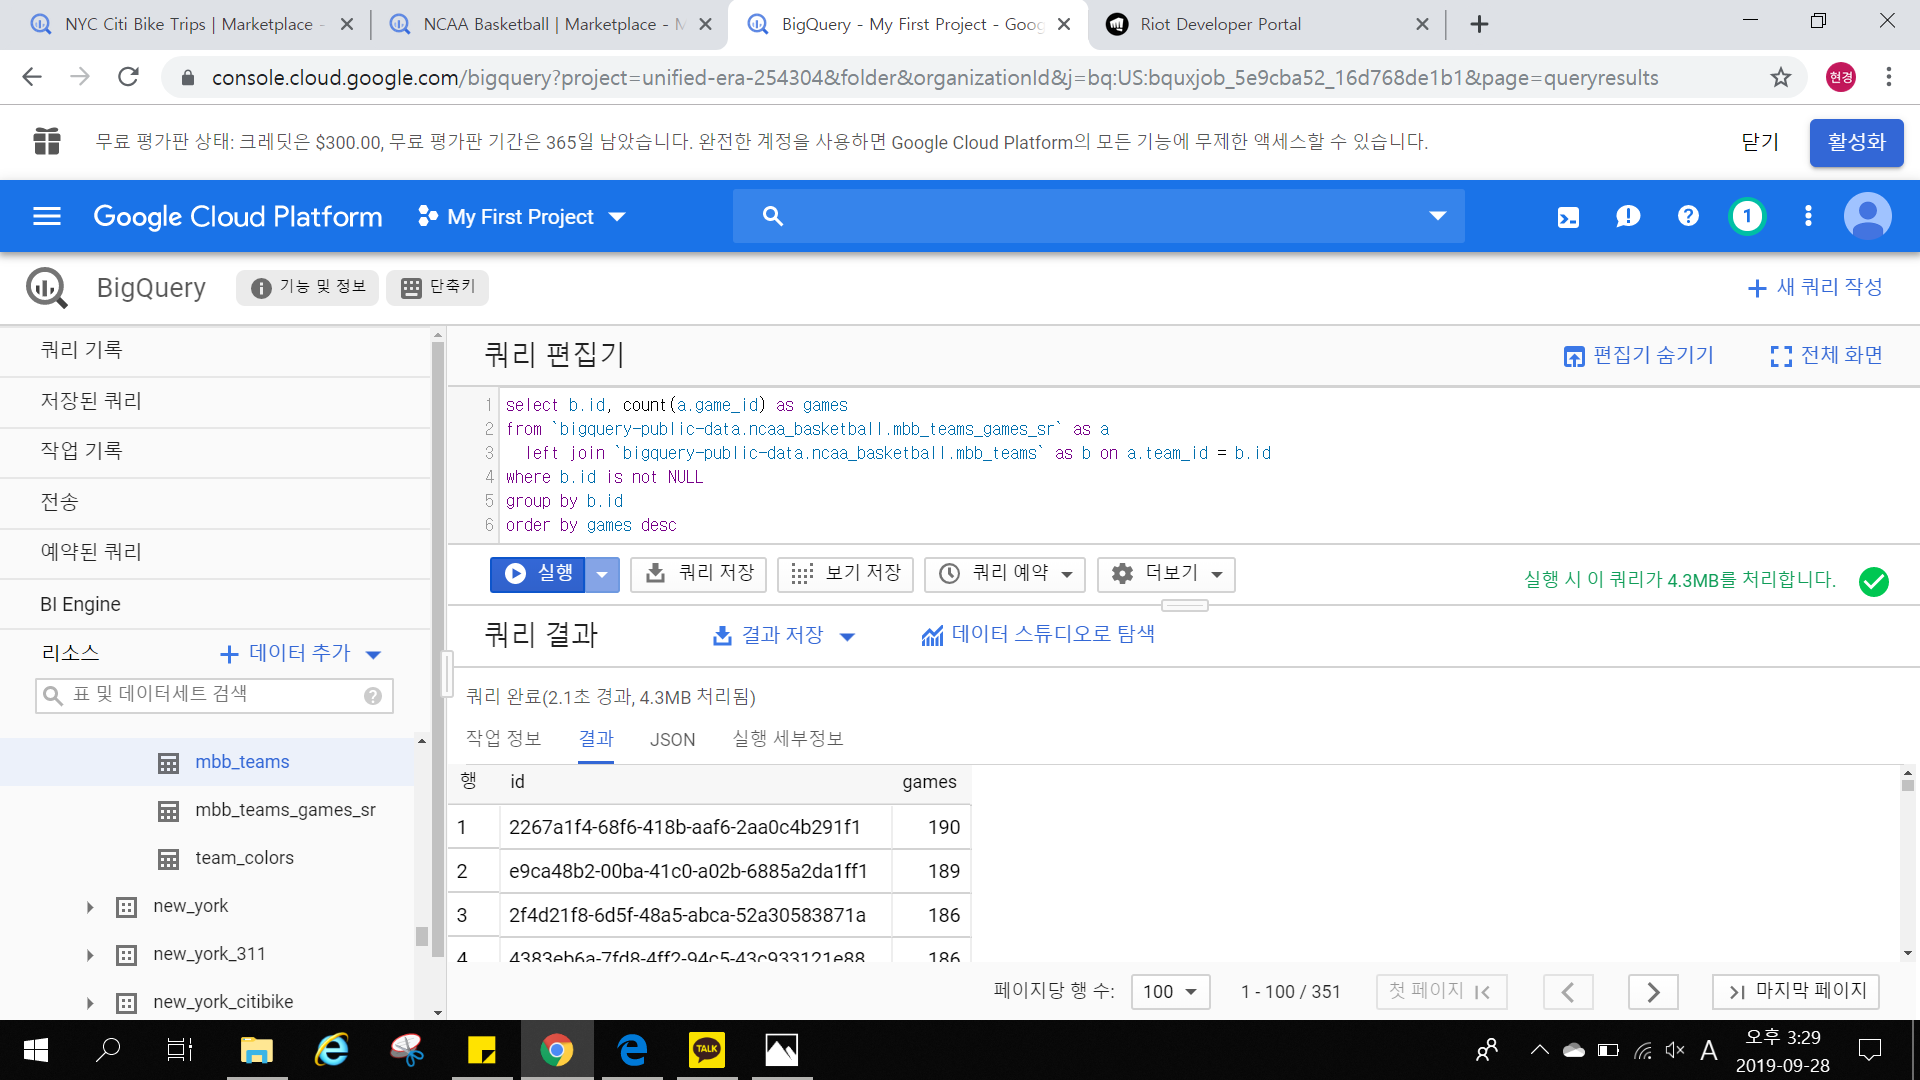 NYC Citi Bike Trips | Marketplace -
NCAA Basketball | Marketplace - M
BigQuery - My First Project - Goog
Riot Developer Portal
console.cloud.google.com/bigquery?project=unified-era-254304&folder&organizationId&j=bq:US:bquxjob_5e9cba52_16d768de1b1&page=queryresults
현경
무료 평가판 상태: 크레딧은 $300.00, 무료 평가판 기간은 365일 남았습니다. 완전한 계정을 사용하면 Google Cloud Platform의 모든 기능에 무제한 액세스할 수 있습니다.
닫기
활성화
Google Cloud Platform
My First Project
1
BigQuery
기능 및 정보
단축키
새 쿼리 작성
쿼리 기록
저장된 쿼리
작업 기록
전송
예약된 쿼리
BI Engine
리소스
데이터 추가
표 및 데이터세트 검색
mbb_teams
mbb_teams_games_sr
team_colors
new_york
new_york_311
new_york_citibike
쿼리 편집기
편집기 숨기기
전체 화면
1 select b.id, count(a.game_id) as games
2 from `bigquery-public-data.ncaa_basketball.mbb_teams_games_sr` as a
3 left join `bigquery-public-data.ncaa_basketball.mbb_teams` as b on a.team_id = b.id
4 where b.id is not NULL
5 group by b.id
6 order by games desc
실행
쿼리 저장
보기 저장
쿼리 예약
더보기
실행 시 이 쿼리가 4.3MB를 처리합니다.
쿼리 결과
결과 저장
데이터 스튜디오로 탐색
쿼리 완료(2.1초 경과, 4.3MB 처리됨)
작업 정보
결과
JSON
실행 세부정보
행 id games
1 2267a1f4-68f6-418b-aaf6-2aa0c4b291f1 190
2 e9ca48b2-00ba-41c0-a02b-6885a2da1ff1 189
3 2f4d21f8-6d5f-48a5-abca-52a30583871a 186
4 4383eb6a-7fd8-4ff2-94c5-43c933121e88 186
페이지당 행 수:
100
1 - 100 / 351
첫 페이지
마지막 페이지
TALK
A
오후 3:29
2019-09-28